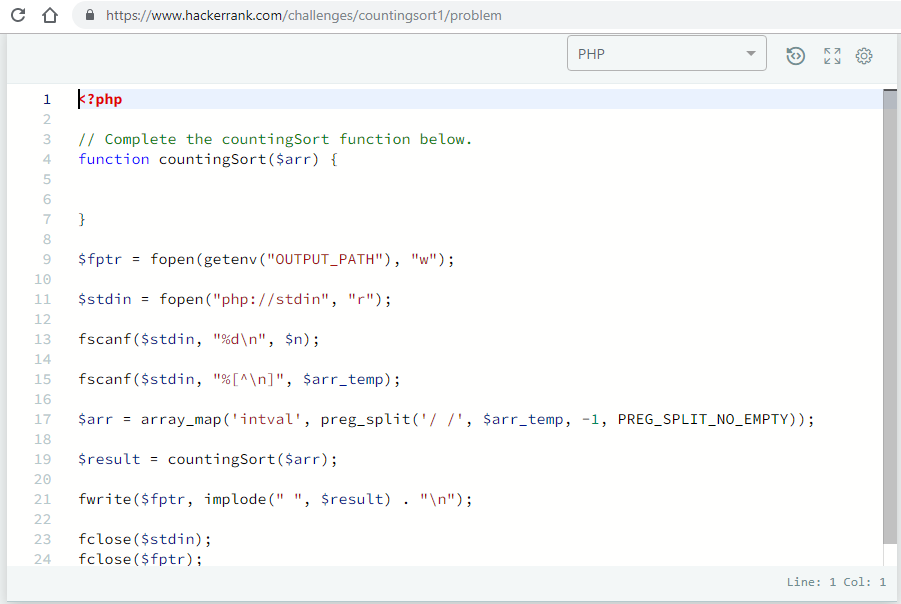 https://www.hackerrank.com/challenges/countingsort1/problem
PHP
1 <?php
2
3 // Complete the countingSort function below.
4 function countingSort($arr) {
5
6
7 }
8
9 $fptr = fopen(getenv("OUTPUT_PATH"), "w");
10
11 $stdin = fopen("php://stdin", "r");
12
13 fscanf($stdin, "%d\n", $n);
14
15 fscanf($stdin, "%[^\n]", $arr_temp);
16
17 $arr = array_map('intval', preg_split('/ /', $arr_temp, -1, PREG_SPLIT_NO_EMPTY));
18
19 $result = countingSort($arr);
20
21 fwrite($fptr, implode(" ", $result) . "\n");
22
23 fclose($stdin);
24 fclose($fptr);
Line: 1 Col: 1